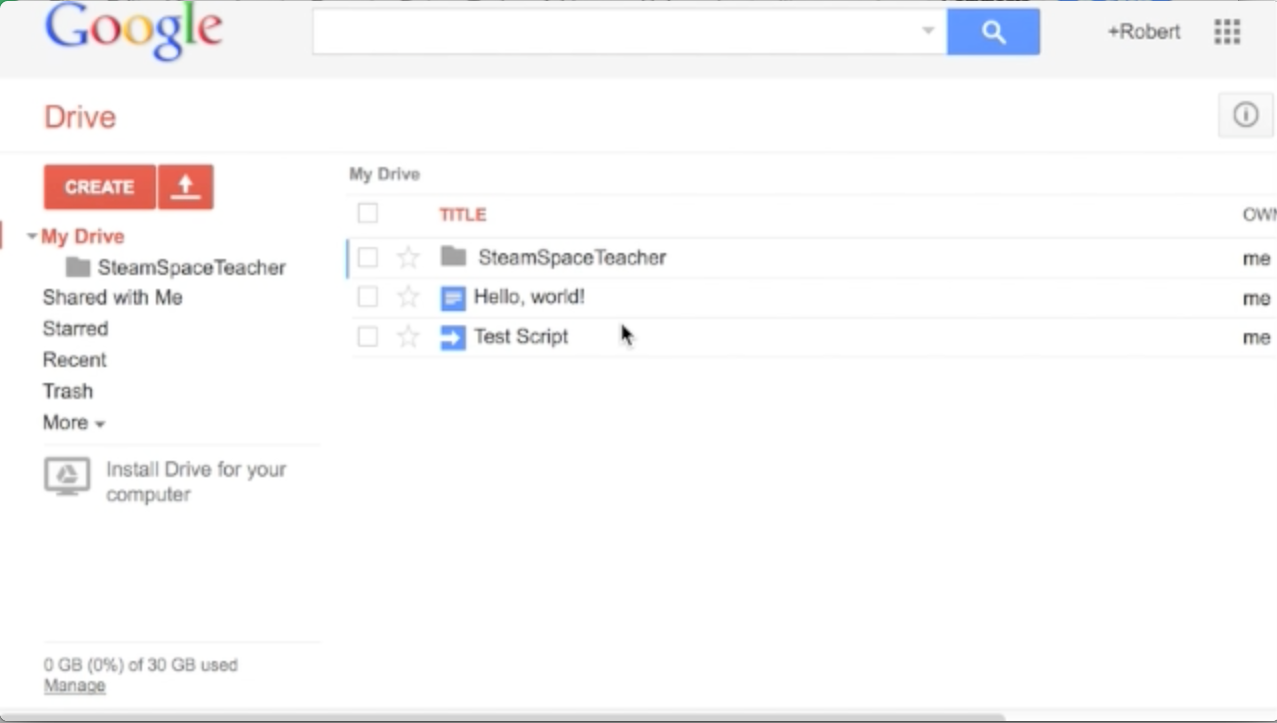 Google
+Robert
Drive
CREATE
My Drive
SteamSpaceTeacher
Shared with Me
Starred
Recent
Trash
More
Install Drive for your
computer
0 GB (0%) of 30 GB used
Manage
My Drive
TITLE
OWN
SteamSpaceTeacher
me
Hello, world!
me
Test Script
me